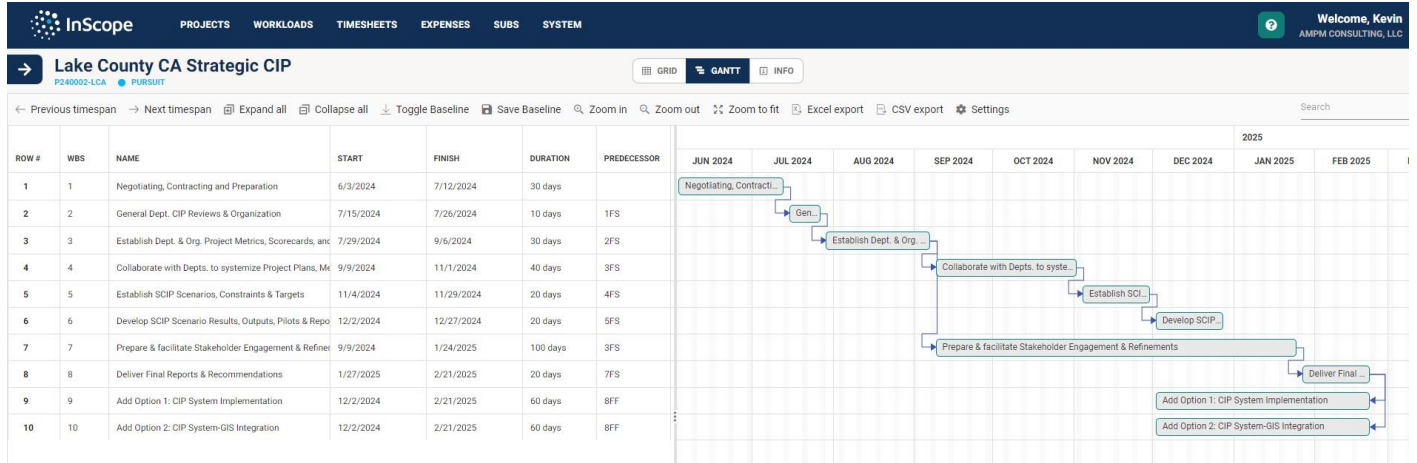 InScope PROJECTS WORKLOADS TIMESHEETS EXPENSES SUBS SYSTEM ? Welcome, Kevin
AMPM CONSULTING, LLC
Lake County CA Strategic CIP
P240002-LCA PURSUIT
GRID GANTT INFO
Previous timespan Next timespan Expand all Collapse all Toggle Baseline Save Baseline Zoom in Zoom out Zoom to fit Excel export CSV export Settings Search
2025
ROW # WBS NAME START FINISH DURATION PREDECESSOR JUN 2024 JUL 2024 AUG 2024 SEP 2024 OCT 2024 NOV 2024 DEC 2024 JAN 2025 FEB 2025
1 1 Negotiating, Contracting and Preparation 6/3/2024 7/12/2024 30 days Negotiating, Contracti...
2 2 General Dept. CIP Reviews & Organization 7/15/2024 7/26/2024 10 days 1FS Gen...
3 3 Establish Dept. & Org. Project Metrics, Scorecards, and 7/29/2024 9/6/2024 30 days 2FS Establish Dept. & Org. ...
4 4 Collaborate with Depts. to systemize Project Plans, Me 9/9/2024 11/1/2024 40 days 3FS Collaborate with Depts. to syste...
5 5 Establish SCIP Scenarios, Constraints & Targets 11/4/2024 11/29/2024 20 days 4FS Establish SCI...
6 6 Develop SCIP Scenario Results, Outputs, Pilots & Repo 12/2/2024 12/27/2024 20 days 5FS Develop SCIP...
7 7 Prepare & facilitate Stakeholder Engagement & Refiner 9/9/2024 1/24/2025 100 days 3FS Prepare & facilitate Stakeholder Engagement & Refinements
8 8 Deliver Final Reports & Recommendations 1/27/2025 2/21/2025 20 days 7FS Deliver Final ...
9 9 Add Option 1: CIP System Implementation 12/2/2024 2/21/2025 60 days 8FF Add Option 1: CIP System Implementation
10 10 Add Option 2: CIP System-GIS Integration 12/2/2024 2/21/2025 60 days 8FF Add Option 2: CIP System-GIS Integration